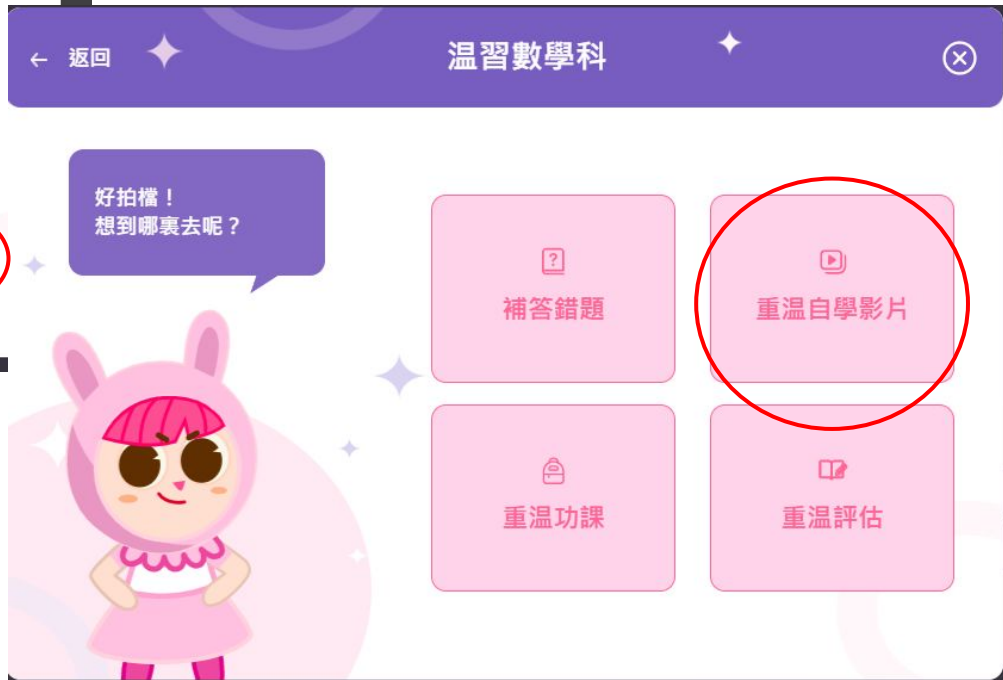 ← 返回
温習數學科
好拍檔！
想到哪裏去呢？
補答錯題
重温自學影片
重温功課
重温評估